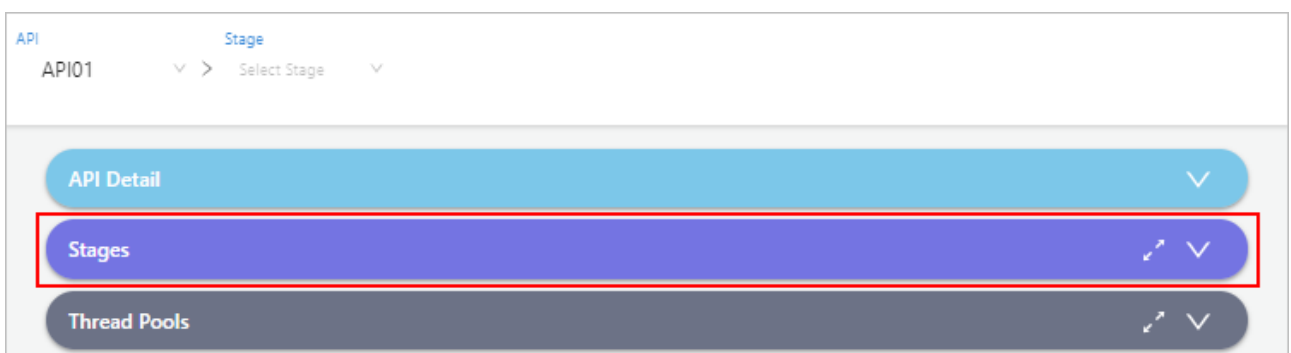 API Stage
API01 > Select Stage
API Detail
Stages
Thread Pools